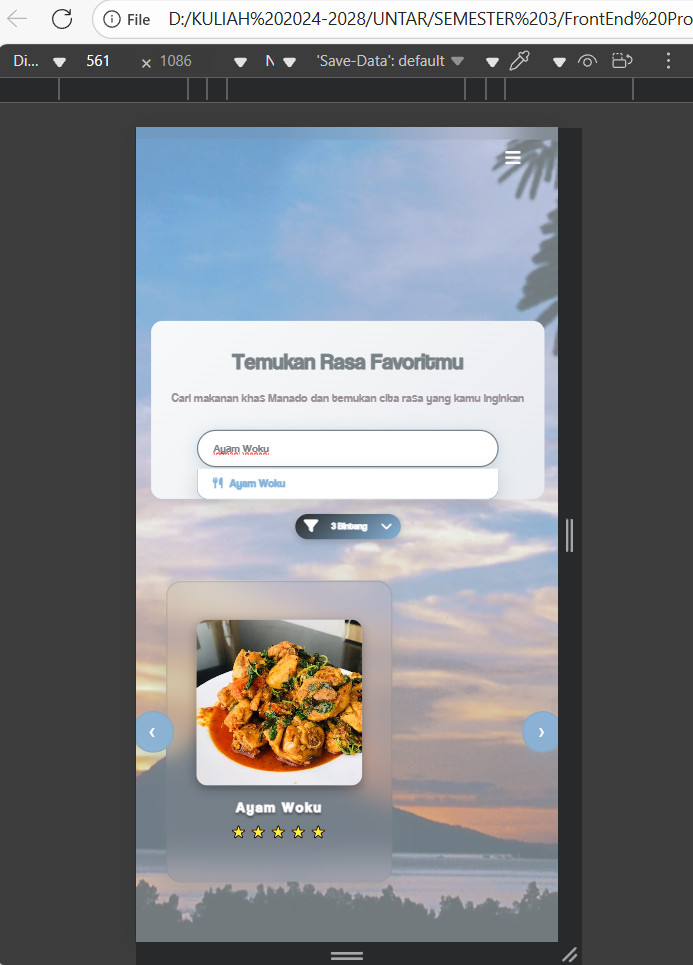 File D:/KULIAH%202024-2028/UNTAR/SEMESTER%203/FrontEnd%20Pro
Di... 561 × 1086 N 'Save-Data': default
Temukan Rasa Favoritmu
Cari makanan khas Manado dan temukan cita rasa yang kamu inginkan
Ayam Woku
Ayam Woku
3 Bintang
‹ ›
Ayam Woku